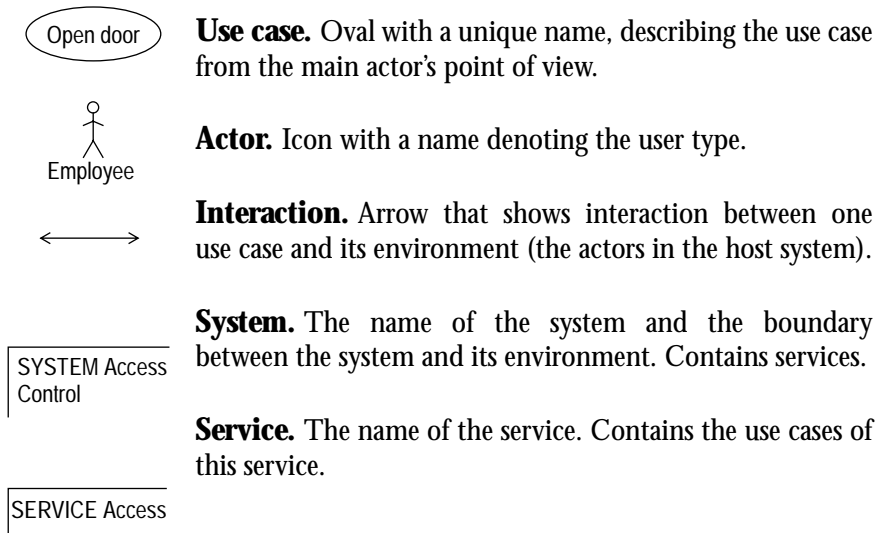 Open door
Use case. Oval with a unique name, describing the use case
from the main actor's point of view.
Employee
Actor. Icon with a name denoting the user type.
Interaction. Arrow that shows interaction between one
use case and its environment (the actors in the host system).
SYSTEM Access
Control
System. The name of the system and the boundary
between the system and its environment. Contains services.
SERVICE Access
Service. The name of the service. Contains the use cases of
this service.